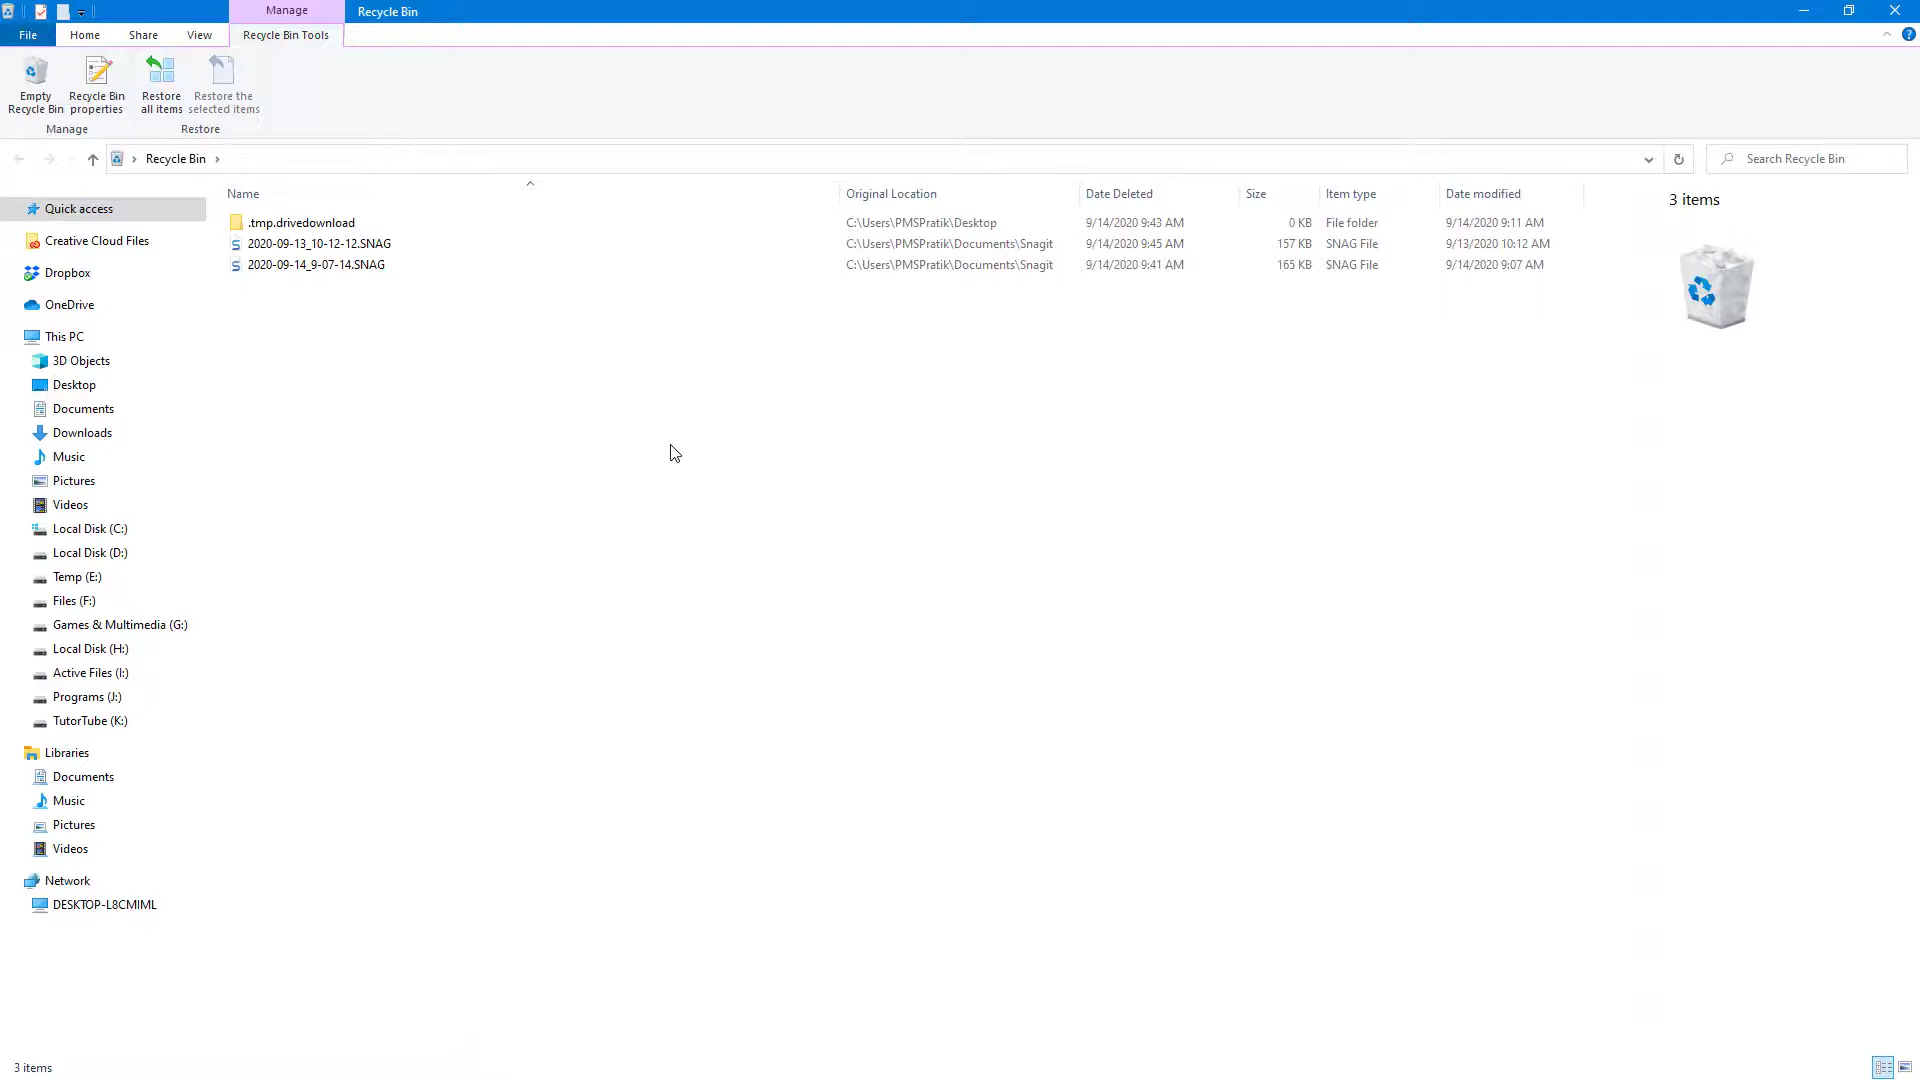 Manage
Recycle Bin
File
Home
Share
View
Recycle Bin Tools
Empty
Recycle Bin
Recycle Bin
properties
Restore
all items
Restore the
selected items
Manage
Restore
Recycle Bin
Search Recycle Bin
Name
Original Location
Date Deleted
Size
Item type
Date modified
.tmp.drivedownload
C:\Users\PMSPratik\Desktop
9/14/2020 9:43 AM
0 KB
File folder
9/14/2020 9:11 AM
2020-09-13_10-12-12.SNAG
C:\Users\PMSPratik\Documents\Snagit
9/14/2020 9:45 AM
157 KB
SNAG File
9/13/2020 10:12 AM
2020-09-14_9-07-14.SNAG
C:\Users\PMSPratik\Documents\Snagit
9/14/2020 9:41 AM
165 KB
SNAG File
9/14/2020 9:07 AM
3 items
Quick access
Creative Cloud Files
Dropbox
OneDrive
This PC
3D Objects
Desktop
Documents
Downloads
Music
Pictures
Videos
Local Disk (C:)
Local Disk (D:)
Temp (E:)
Files (F:)
Games & Multimedia (G:)
Local Disk (H:)
Active Files (I:)
Programs (J:)
TutorTube (K:)
Libraries
Documents
Music
Pictures
Videos
Network
DESKTOP-L8CMIML
3 items